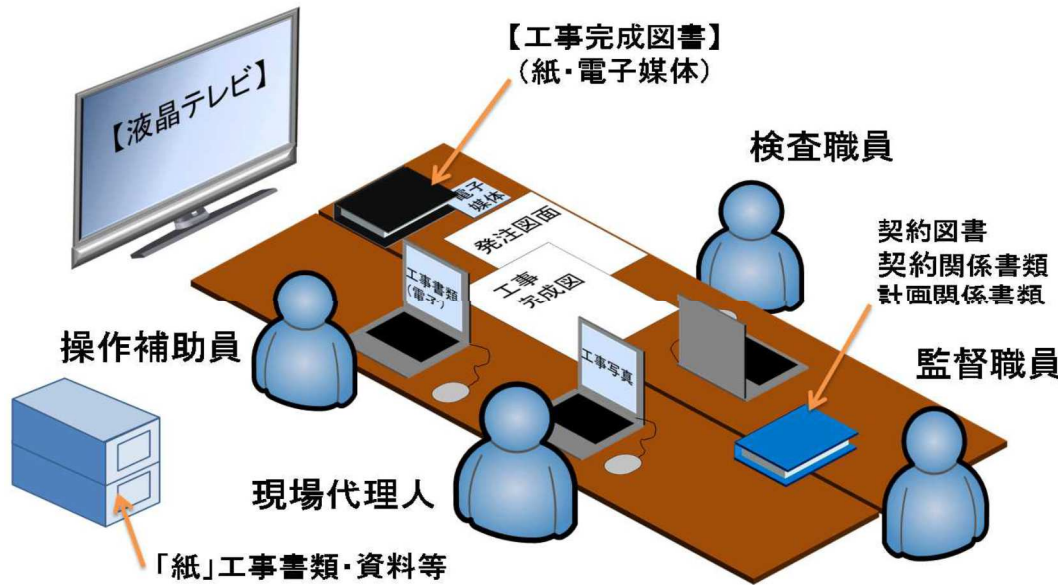 【工事完成図書】
(紙・電子媒体)
【液晶テレビ】
検査職員
電子
媒体
発注図面
契約図書
契約関係書類
計画関係書類
工事書類
(電子)
工事
完成図
操作補助員
工事写真
監督職員
現場代理人
「紙」工事書類・資料等